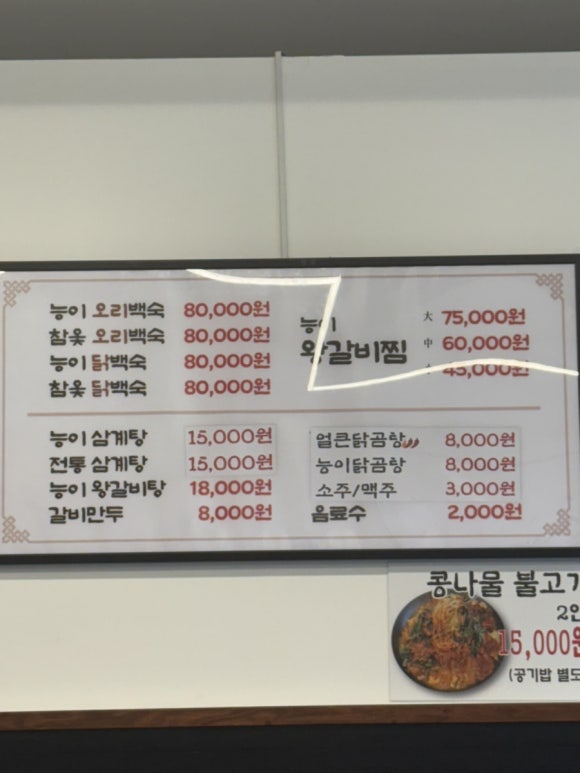 능이 오리백숙 80,000원
참옻 오리백숙 80,000원
능이 닭백숙 80,000원
참옻 닭백숙 80,000원
능이
왕갈비찜
大 75,000원
中 60,000원
45,000원
능이 삼계탕 15,000원
전통 삼계탕 15,000원
능이 왕갈비탕 18,000원
갈비만두 8,000원
얼큰닭곰탕 8,000원
능이닭곰탕 8,000원
소주/맥주 3,000원
음료수 2,000원
콩나물 불고기
2인
15,000원
(공기밥 별도